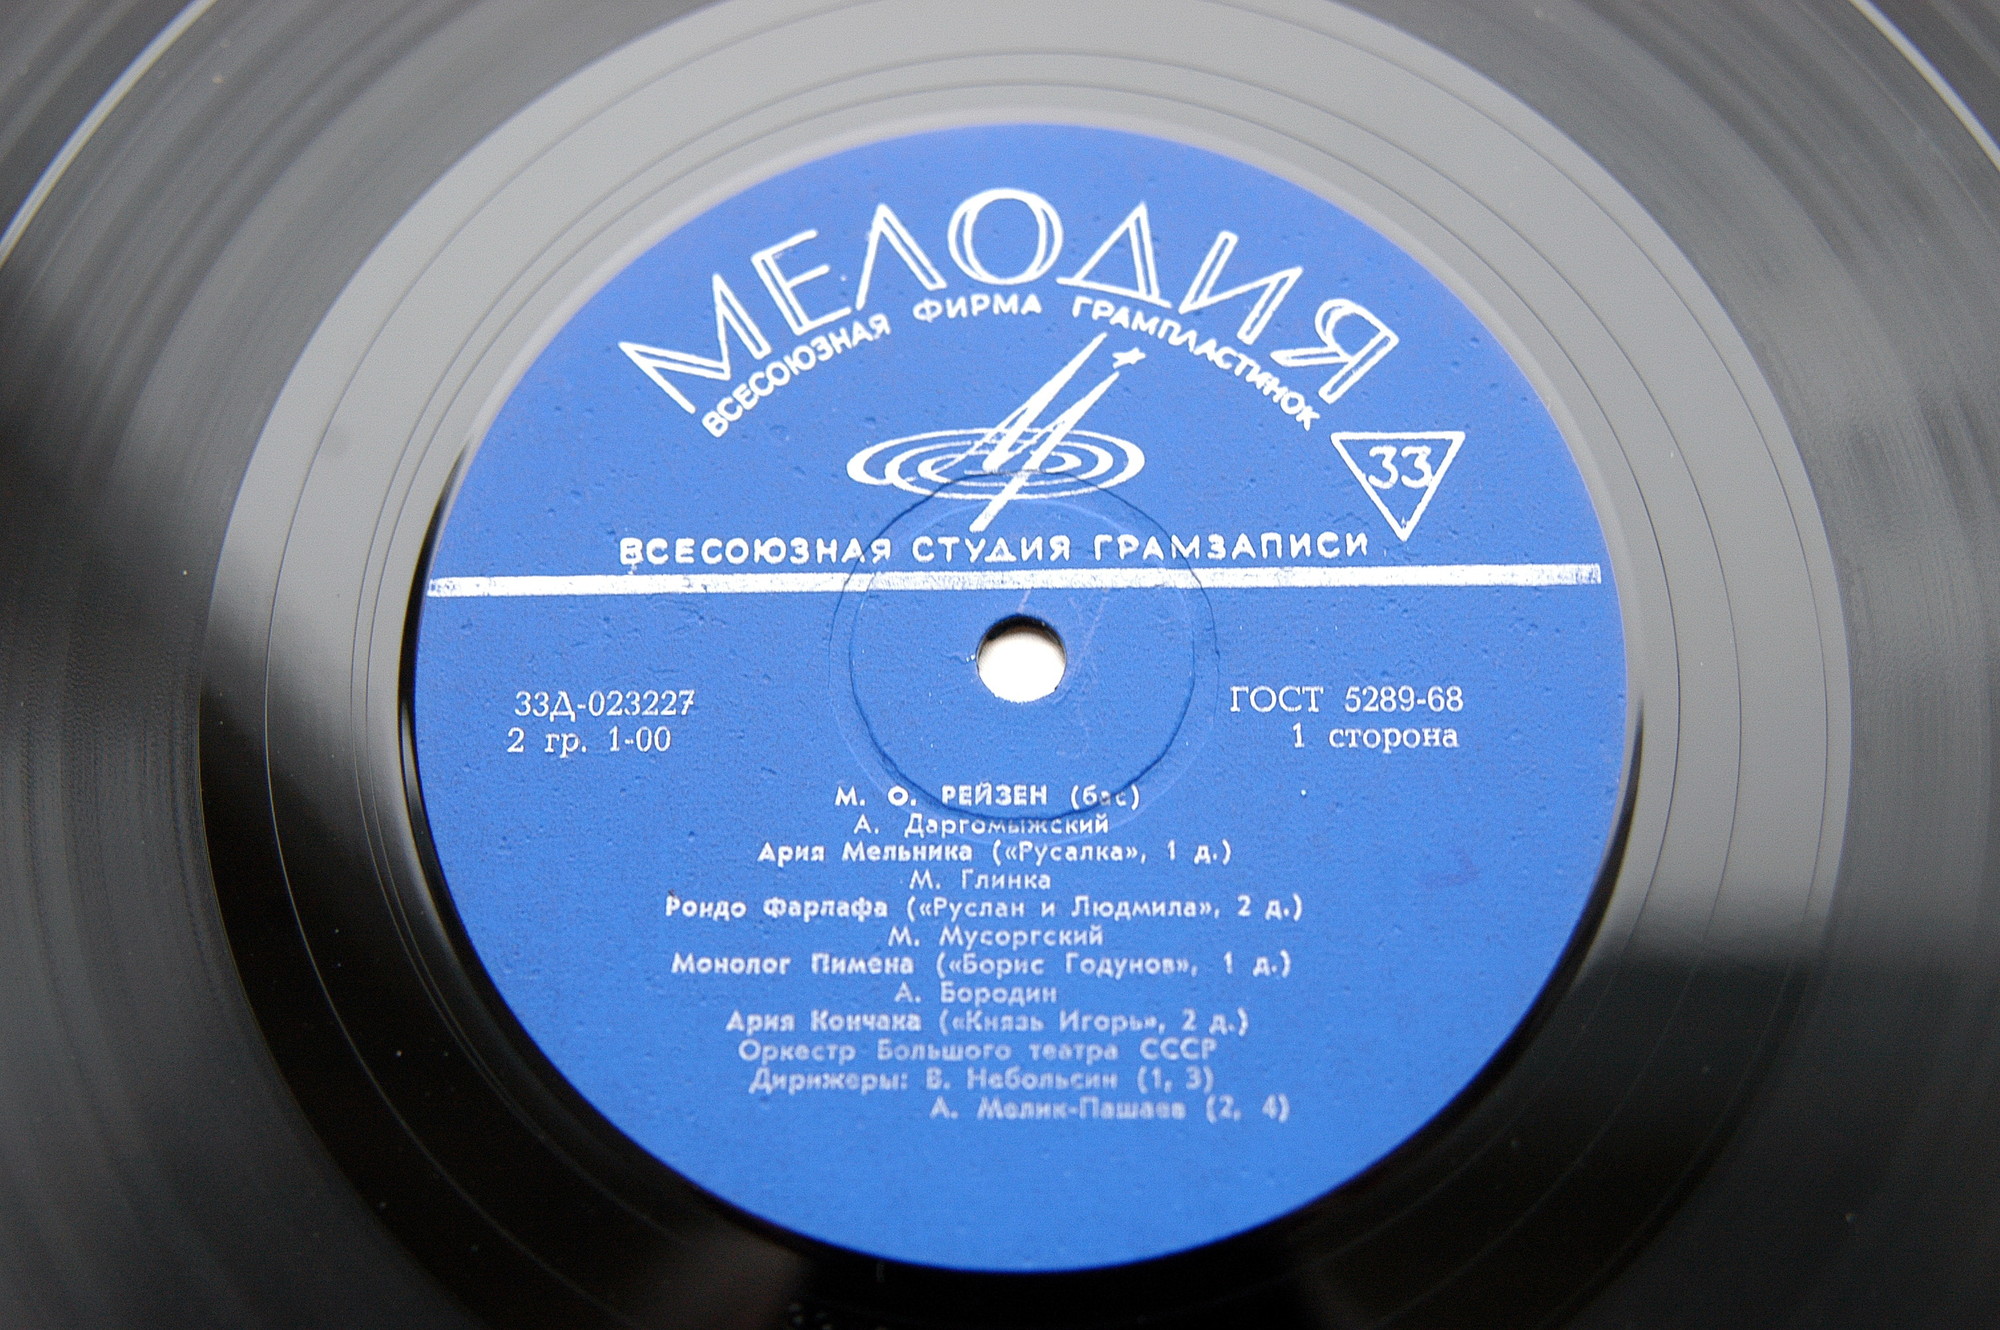 МЕЛОДИЯ
ВСЕСОЮЗНАЯ ФИРМА ГРАМПЛАСТИНОК
33
ВСЕСОЮЗНАЯ СТУДИЯ ГРАМЗАПИСИ
33Д-023227
2 гр. 1-00
ГОСТ 5289-68
1 сторона
М. О. РЕЙЗЕН (бас)
А. Даргомыжский
Ария Мельника («Русалка», 1 д.)
М. Глинка
Рондо Фарлафа («Руслан и Людмила», 2 д.)
М. Мусоргский
Монолог Пимена («Борис Годунов», 1 д.)
А. Бородин
Ария Кончака («Князь Игорь», 2 д.)
Оркестр Большого театра СССР
Дирижеры: В. Небольсин (1, 3)
А. Мелик-Пашаев (2, 4)